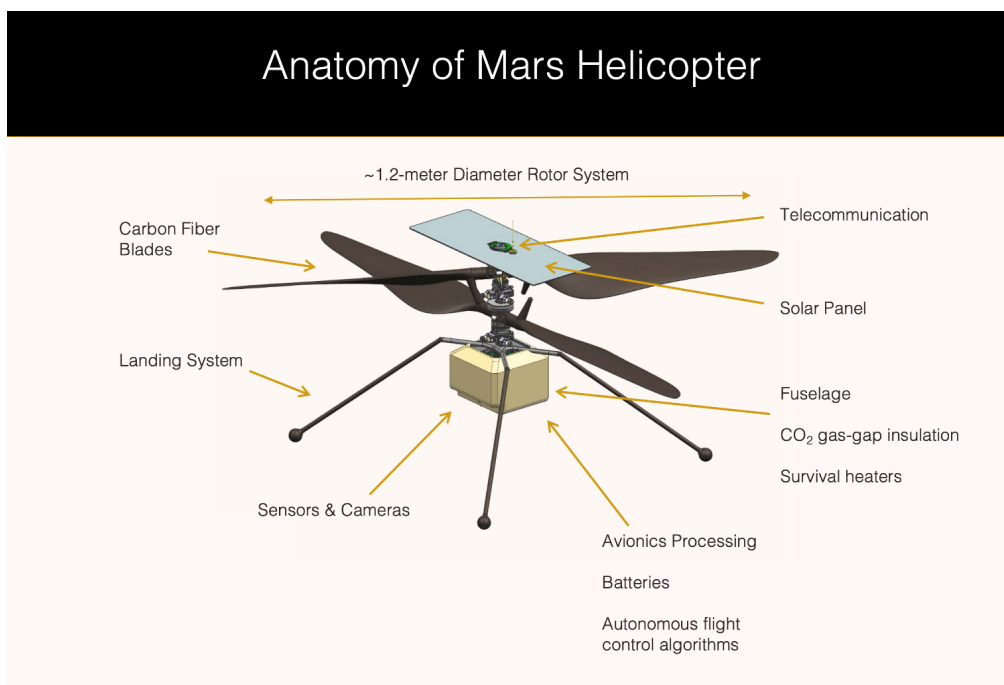 Anatomy of Mars Helicopter
~1.2-meter Diameter Rotor System
Carbon Fiber
Blades
Telecommunication
Solar Panel
Landing System
Fuselage
CO₂ gas-gap insulation
Survival heaters
Sensors & Cameras
Avionics Processing
Batteries
Autonomous flight
control algorithms